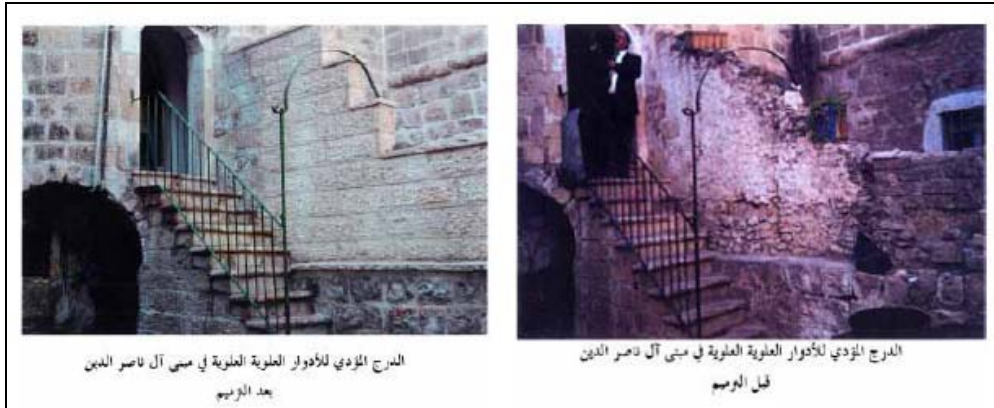 الدرج المؤدي للأدوار العلوية العلوية في مبنى آل ناصر الدين
قبل الترميم
الدرج المؤدي للأدوار العلوية العلوية في مبنى آل ناصر الدين
بعد الترميم